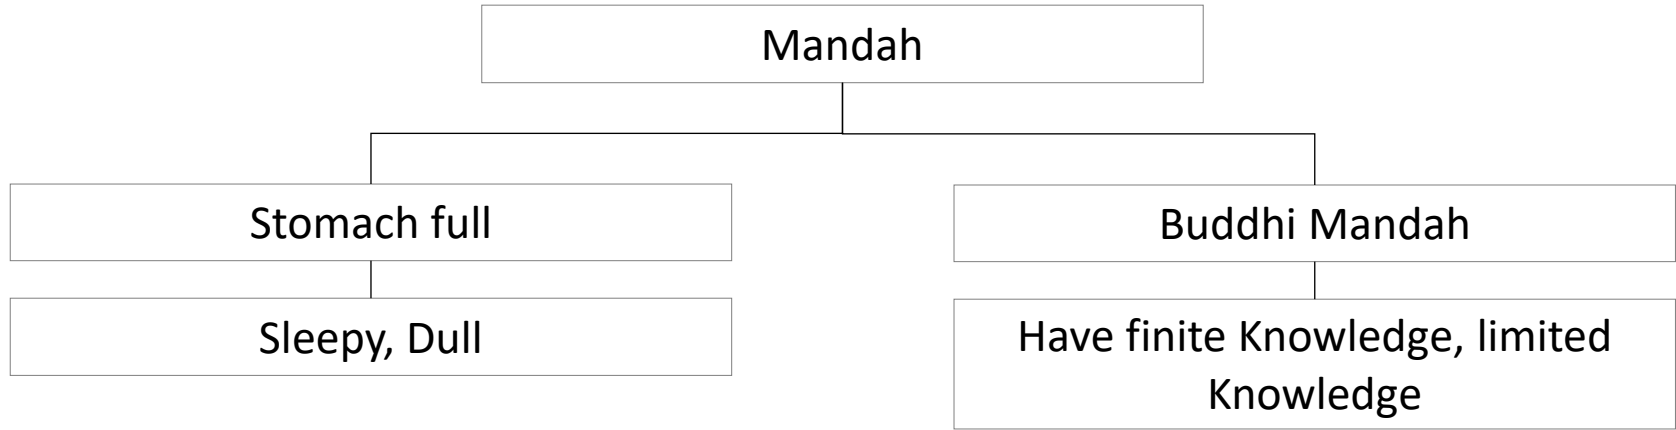 Mandah
Stomach full
Buddhi Mandah
Sleepy, Dull
Have finite Knowledge, limited
Knowledge